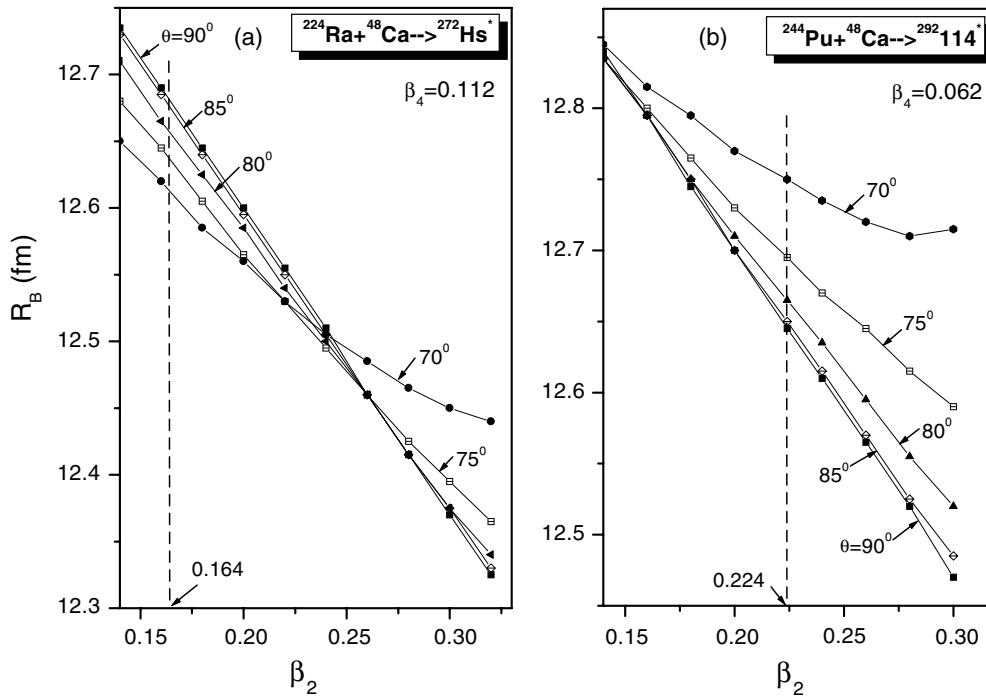 (a)
²²⁴Ra+⁴⁸Ca-->²⁷²Hs*
β₄=0.112
θ=90⁰
85⁰
80⁰
70⁰
75⁰
0.164
12.7
12.6
12.5
12.4
12.3
R_B (fm)
0.15 0.20 0.25 0.30
β₂
(b)
²⁴⁴Pu+⁴⁸Ca-->²⁹²114*
β₄=0.062
70⁰
75⁰
80⁰
85⁰
θ=90⁰
0.224
12.8
12.7
12.6
12.5
0.15 0.20 0.25 0.30
β₂